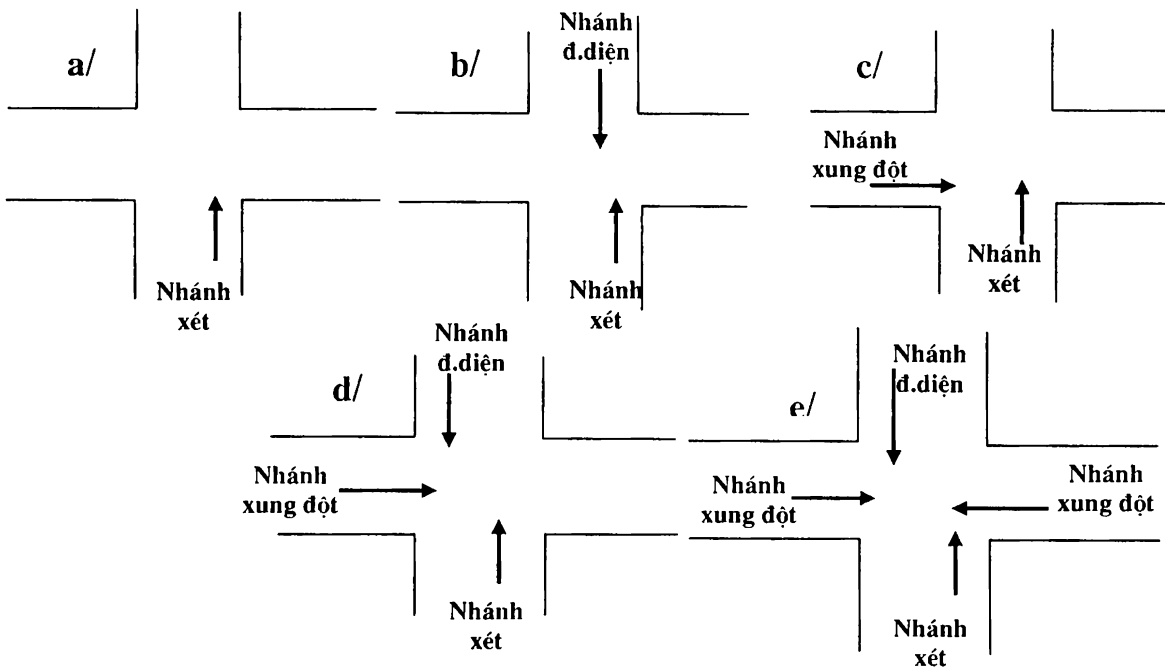 a/
Nhánh
xét
b/
Nhánh
đ.diện
Nhánh
xét
c/
Nhánh
xung đột
Nhánh
xét
d/
Nhánh
đ.diện
Nhánh
xung đột
Nhánh
xét
e/
Nhánh
đ.diện
Nhánh
xung đột
Nhánh
xung đột
Nhánh
xét